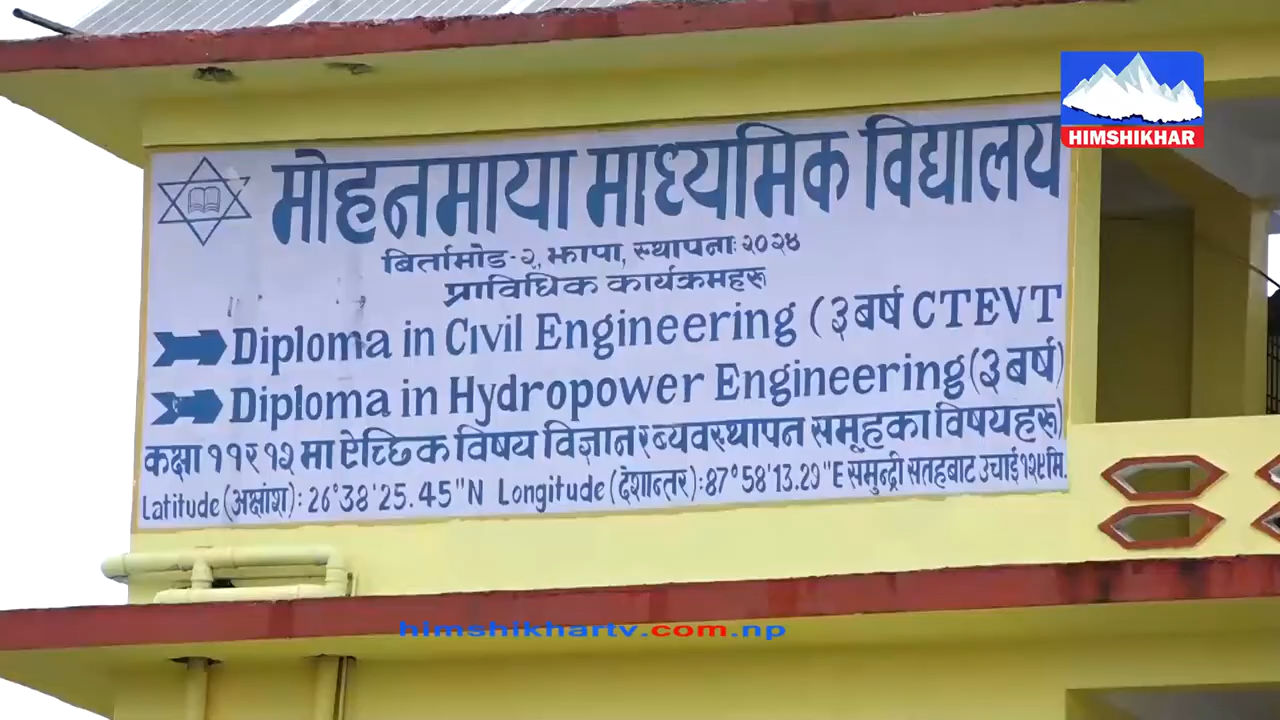 HIMSHIKHAR
मोहनमाया माध्यमिक विद्यालय
बिर्तामोड-२, झापा, स्थापनाः २०२४
प्राविधिक कार्यक्रमहरू
Diploma in Civil Engineering (३ बर्ष CTEVT
Diploma in Hydropower Engineering (३ बर्ष)
कक्षा ११ र १२ मा ऐच्छिक विषय विज्ञान र ब्यवस्थापन समूहका विषयहरू)
Latitude (अक्षांश): 26°38'25.45"N Longitude (देशान्तर): 87°58'13.29"E समुन्द्री सतहबाट उचाई १२९ मि.
himshikhartv.com.np